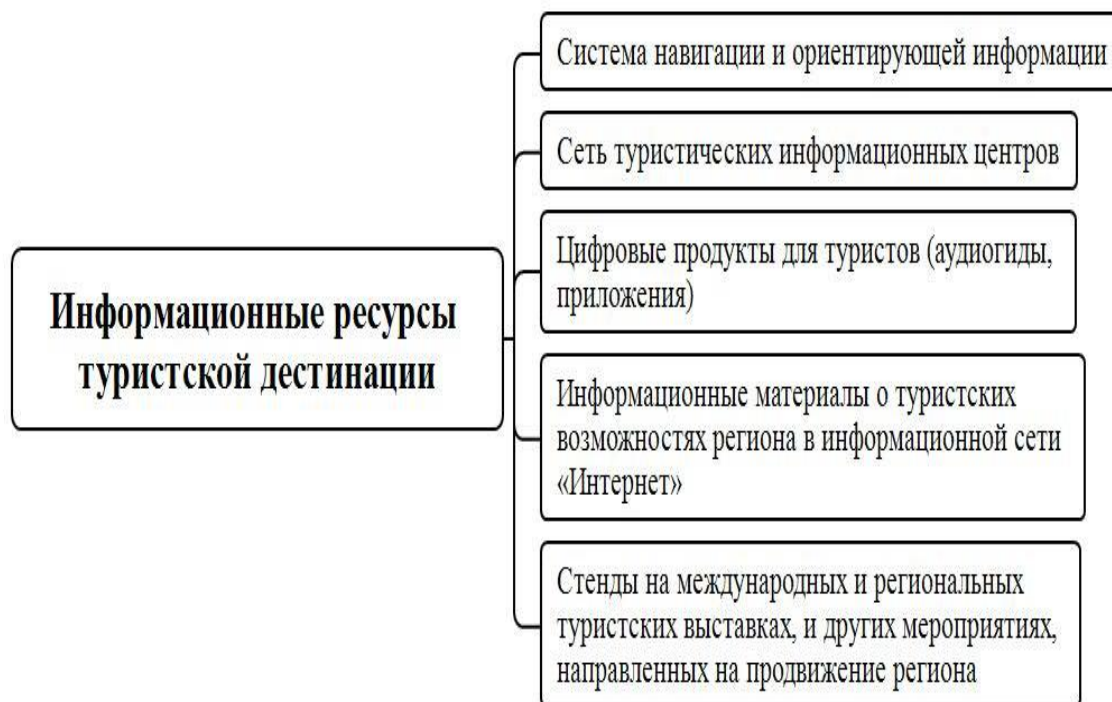 Информационные ресурсы
туристской дестинации
Система навигации и ориентирующей информации
Сеть туристических информационных центров
Цифровые продукты для туристов (аудиогиды,
приложения)
Информационные материалы о туристских
возможностях региона в информационной сети
«Интернет»
Стенды на международных и региональных
туристских выставках, и других мероприятиях,
направленных на продвижение региона